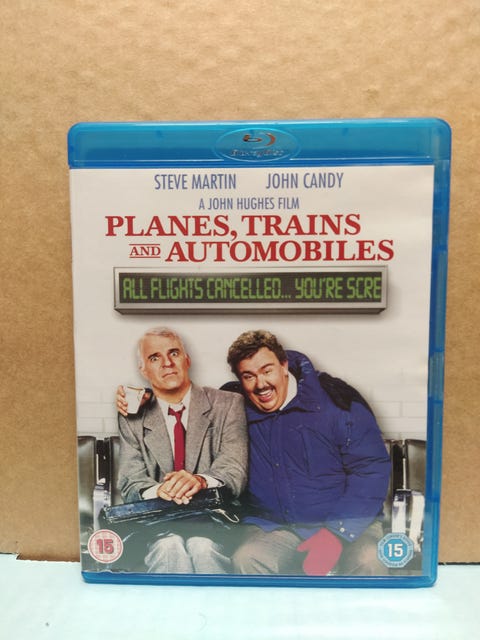 Blu-ray Disc
STEVE MARTIN JOHN CANDY
A JOHN HUGHES FILM
PLANES, TRAINS
AND AUTOMOBILES
ALL FLIGHTS CANCELLED... YOU'RE SCRE
15
15